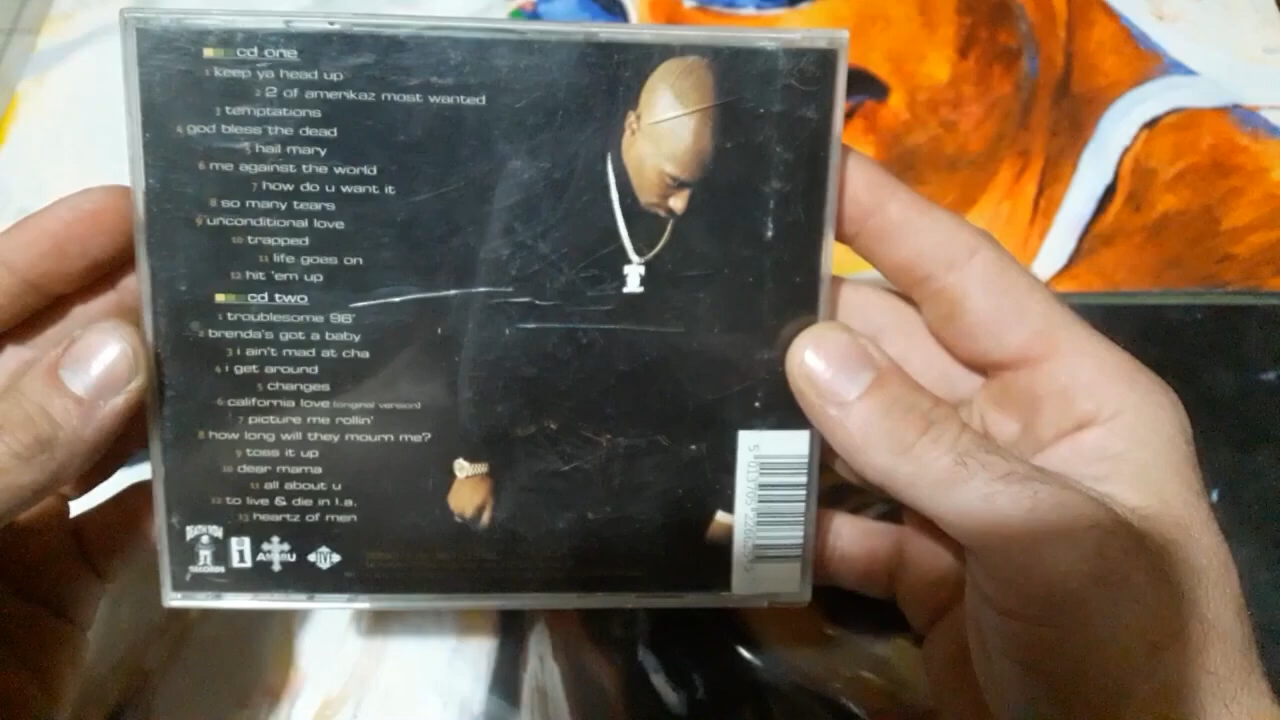 cd one
1 keep ya head up
2 2 of amerikaz most wanted
3 temptations
4 god bless the dead
5 hail mary
6 me against the world
7 how do u want it
8 so many tears
9 unconditional love
10 trapped
11 life goes on
12 hit 'em up
cd two
1 troublesome 96'
2 brenda's got a baby
3 i ain't mad at cha
4 i get around
5 changes
6 california love (original version)
7 picture me rollin'
8 how long will they mourn me?
9 toss it up
10 dear mama
11 all about u
12 to live & die in l.a.
13 heartz of men
DEATH ROW
RECORDS
i
AMARU
JIVE